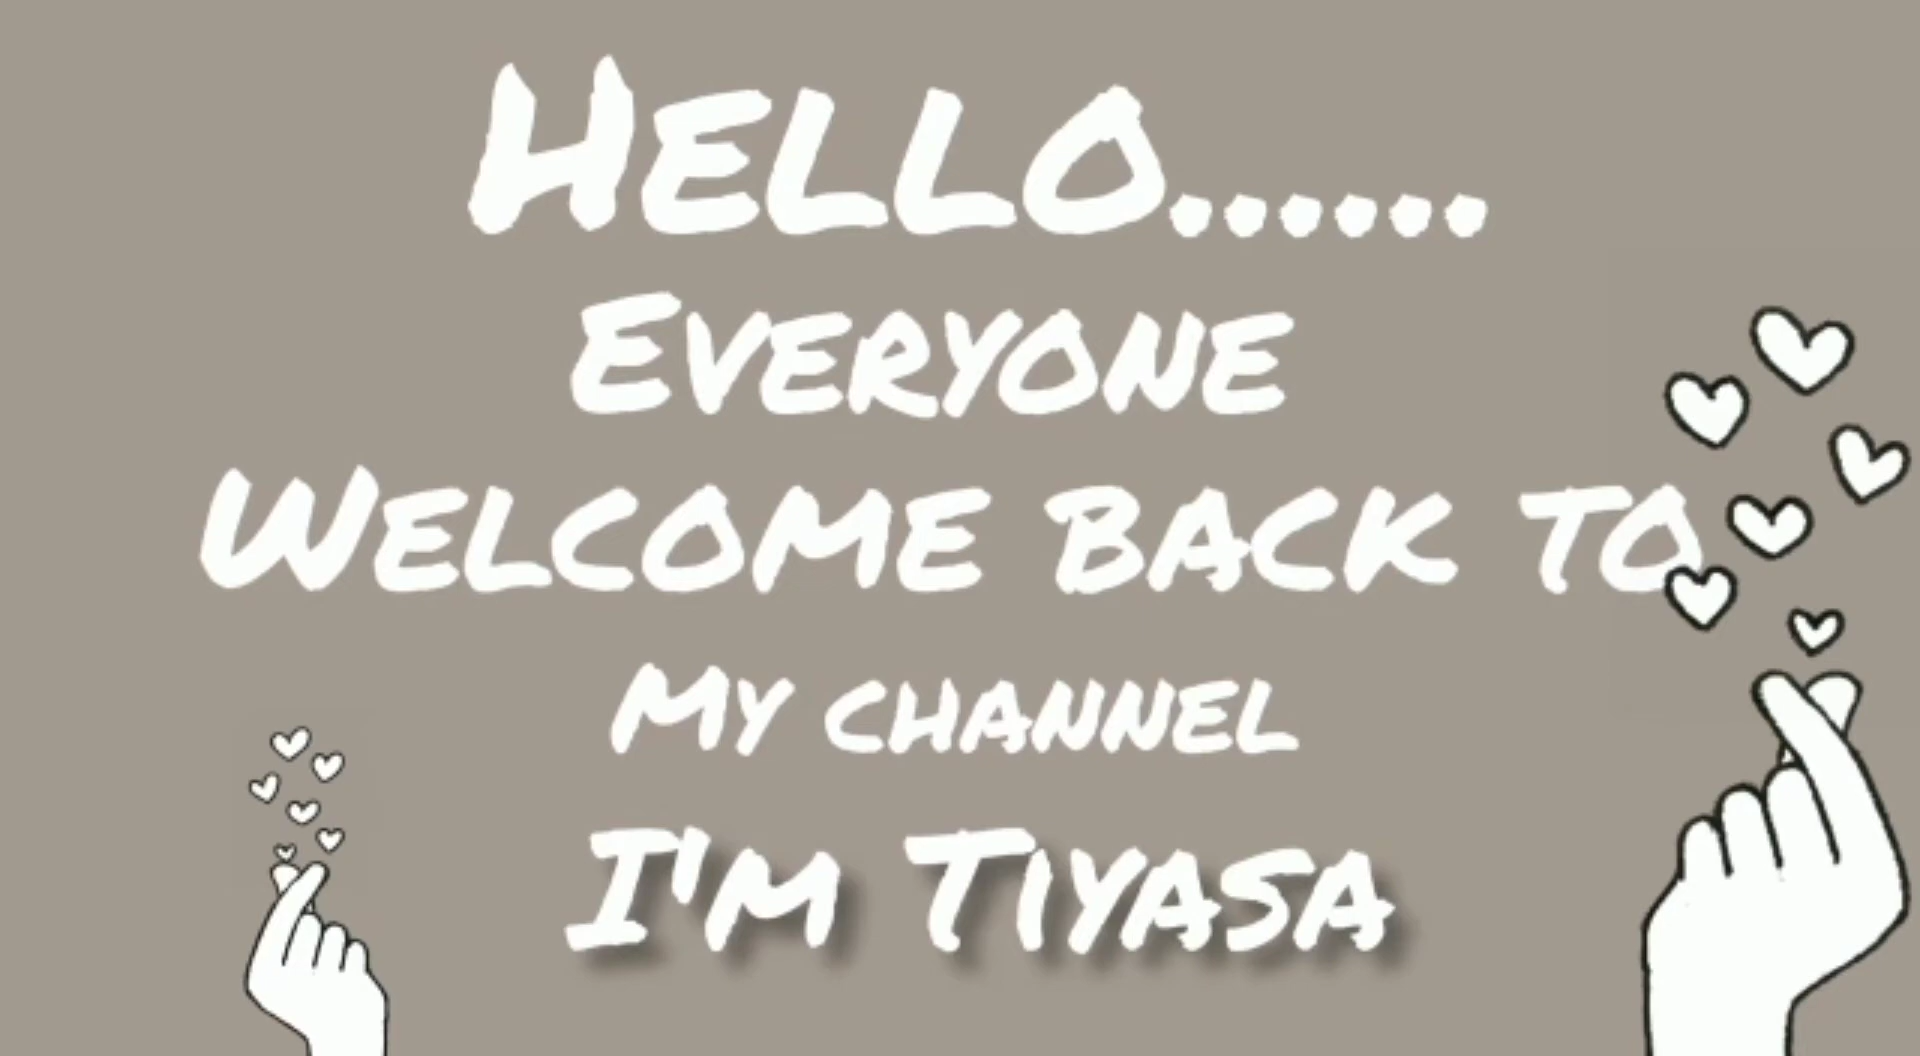 Hello......
Everyone
Welcome back to
My channel
I'm Tiyasa